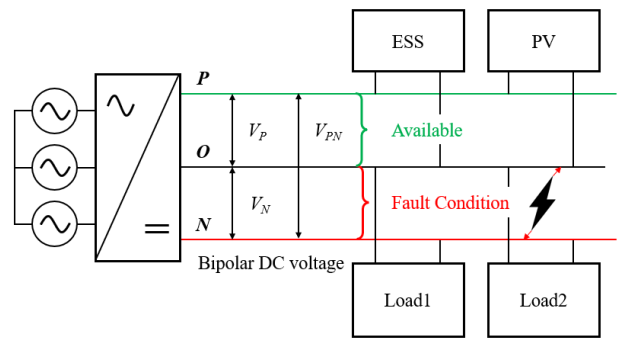 ESS
PV
P
V_P
V_PN
Available
O
V_N
Fault Condition
N
Bipolar DC voltage
Load1
Load2